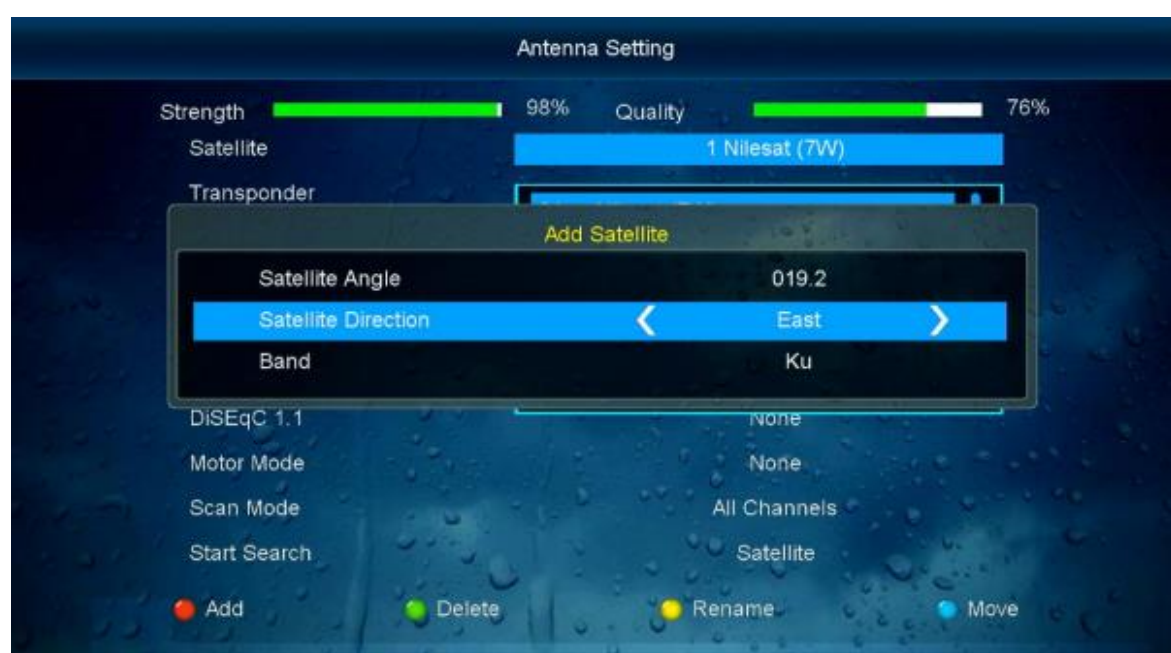 Antenna Setting
Strength 98% Quality 76%
Satellite 1 Nilesat (7W)
Transponder
Add Satellite
Satellite Angle 019.2
Satellite Direction East
Band Ku
DiSEqC 1.1 None
Motor Mode None
Scan Mode All Channels
Start Search Satellite
Add Delete Rename Move